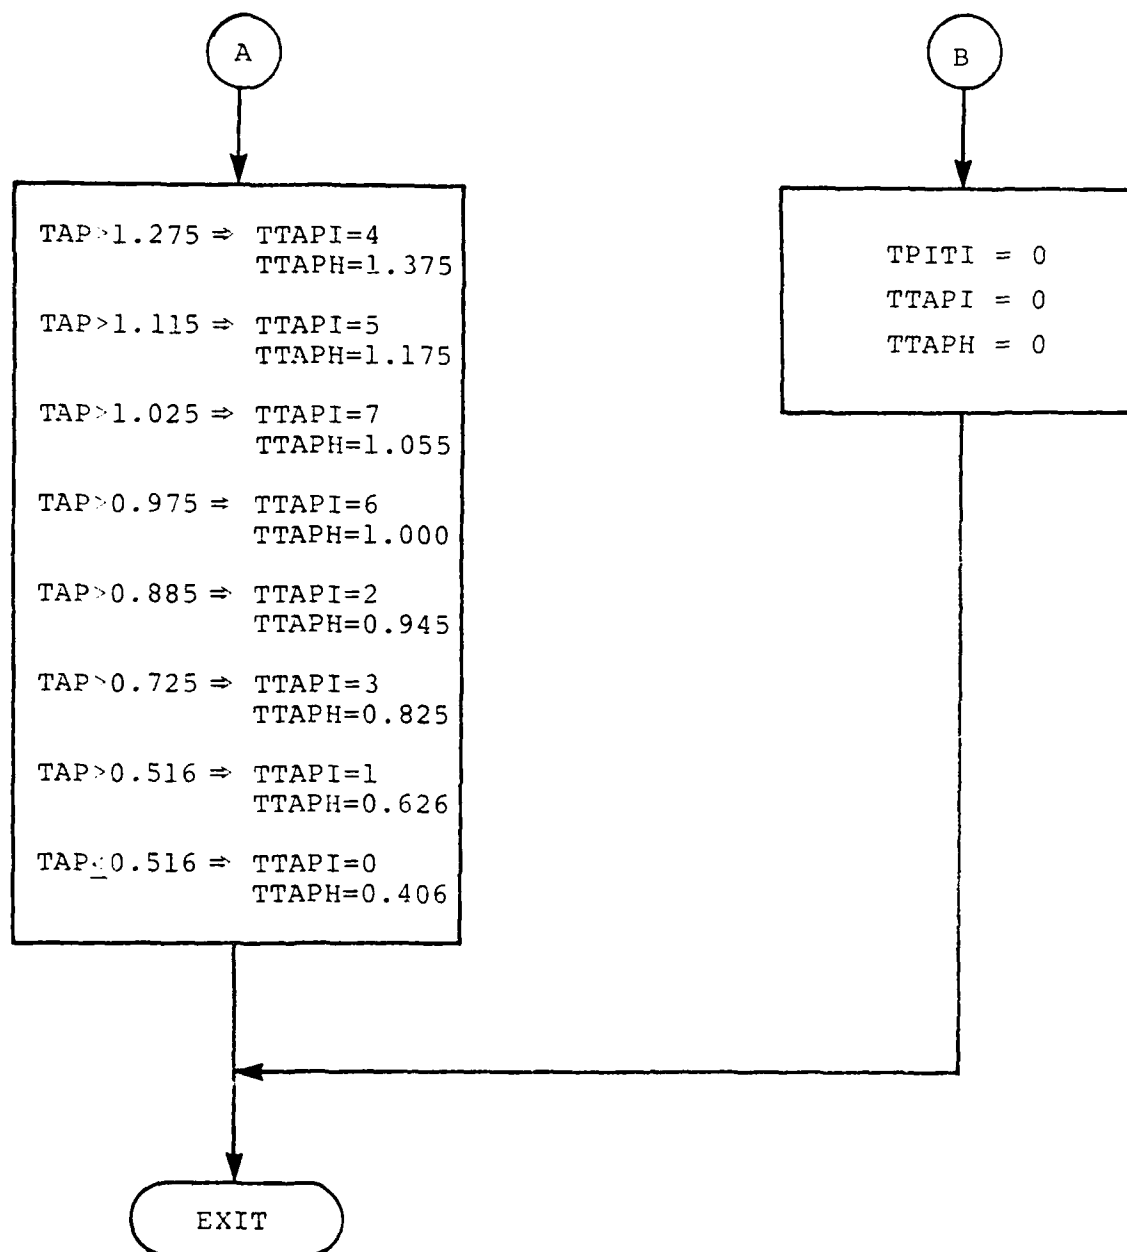 A
B
TAP>1.275 ⇒ TTAPI=4
TTAPH=1.375
TAP>1.115 ⇒ TTAPI=5
TTAPH=1.175
TAP>1.025 ⇒ TTAPI=7
TTAPH=1.055
TAP>0.975 ⇒ TTAPI=6
TTAPH=1.000
TAP>0.885 ⇒ TTAPI=2
TTAPH=0.945
TAP>0.725 ⇒ TTAPI=3
TTAPH=0.825
TAP>0.516 ⇒ TTAPI=1
TTAPH=0.626
TAP≤0.516 ⇒ TTAPI=0
TTAPH=0.406
TPITI = 0
TTAPI = 0
TTAPH = 0
EXIT